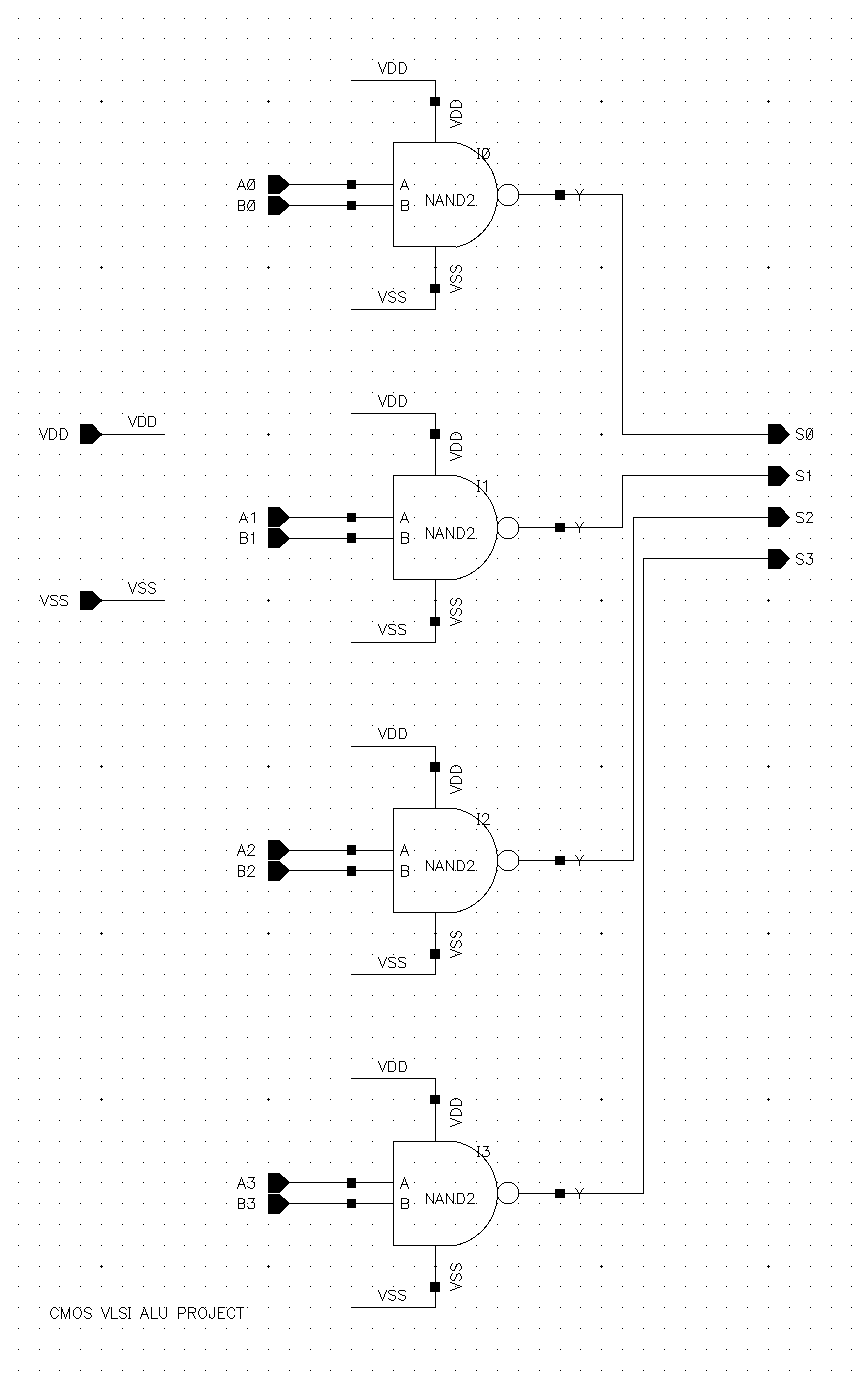 VDD
VDD
I0
A0 A
B0 B NAND2 Y
VSS
VSS
VDD
VDD
VDD VDD S0
I1 S1
A1 A S2
B1 B NAND2 Y
S3
VSS VSS
VSS
VSS
VDD
VDD
I2
A2 A
B2 B NAND2 Y
VSS
VSS
VDD
VDD
I3
A3 A
B3 B NAND2 Y
VSS
VSS
CMOS VLSI ALU PROJECT